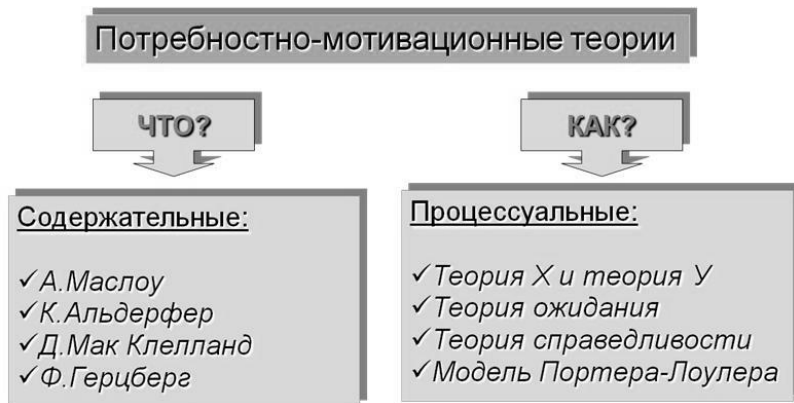 Потребностно-мотивационные теории
ЧТО?
КАК?
Содержательные:
✓А.Маслоу
✓К.Альдерфер
✓Д.Мак Клелланд
✓Ф.Герцберг
Процессуальные:
✓Теория Х и теория У
✓Теория ожидания
✓Теория справедливости
✓Модель Портера-Лоулера